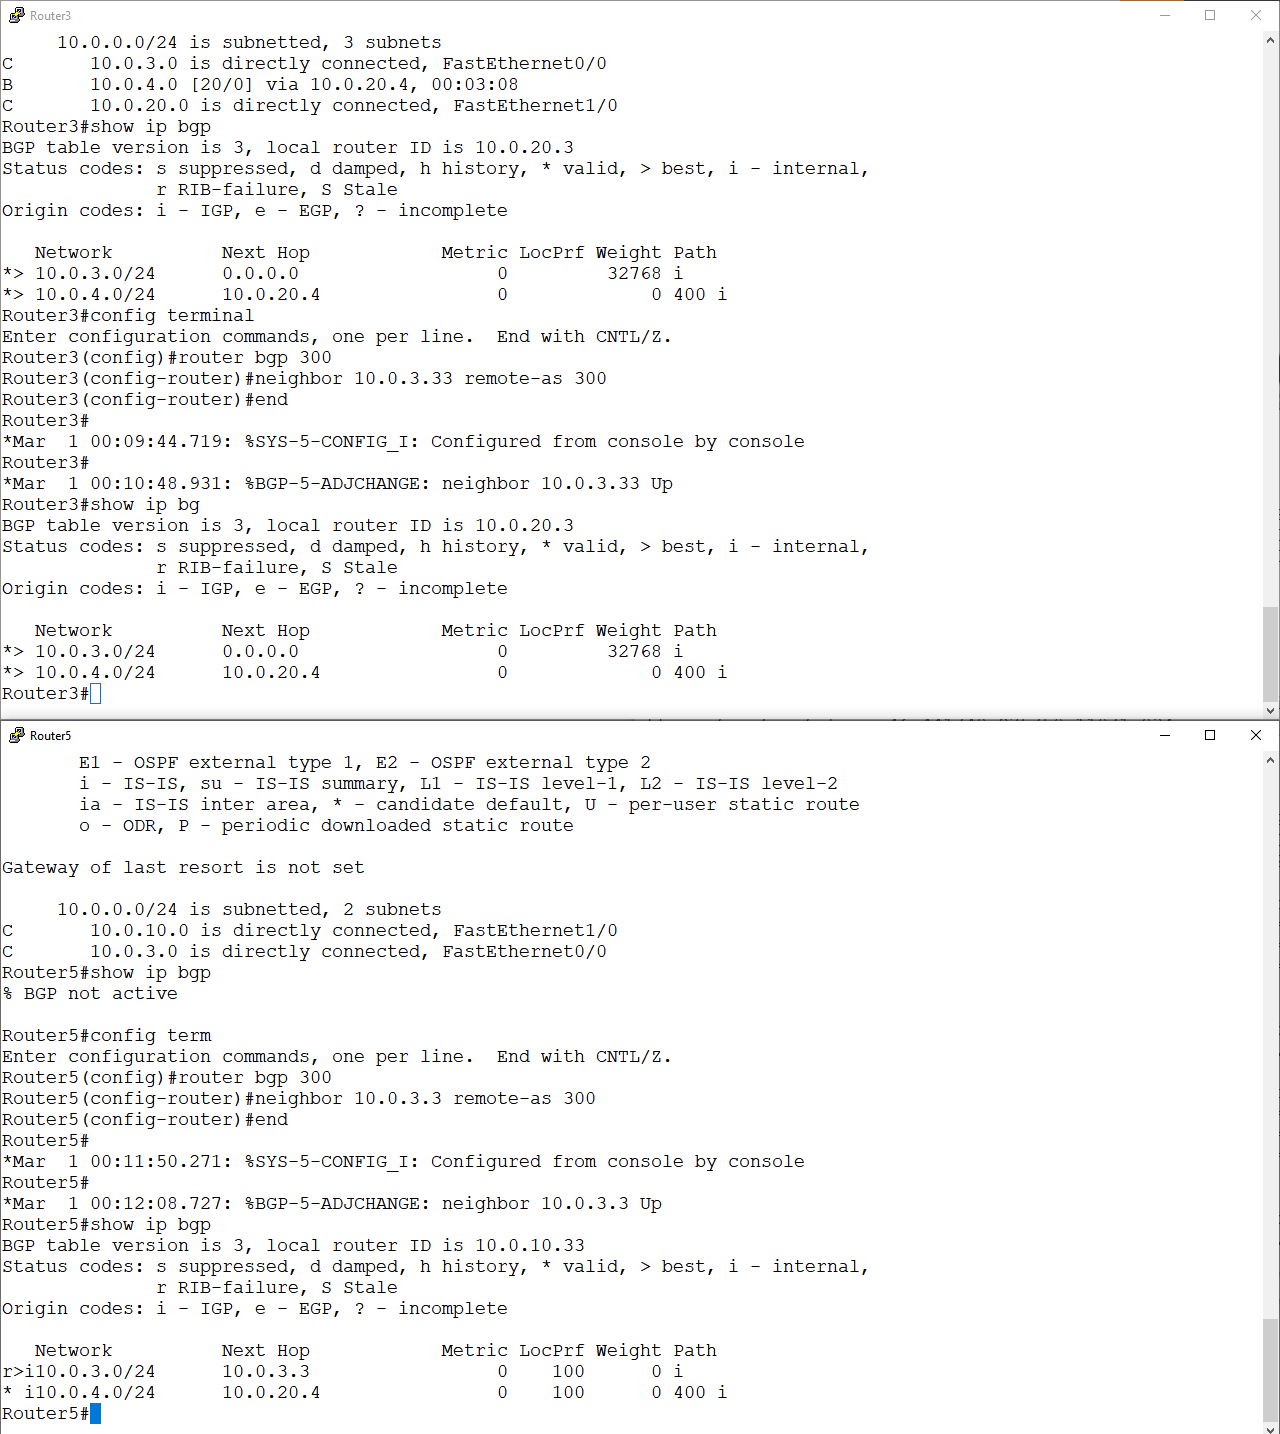 Router3
     10.0.0.0/24 is subnetted, 3 subnets
C       10.0.3.0 is directly connected, FastEthernet0/0
B       10.0.4.0 [20/0] via 10.0.20.4, 00:03:08
C       10.0.20.0 is directly connected, FastEthernet1/0
Router3#show ip bgp
BGP table version is 3, local router ID is 10.0.20.3
Status codes: s suppressed, d damped, h history, * valid, > best, i - internal,
              r RIB-failure, S Stale
Origin codes: i - IGP, e - EGP, ? - incomplete

   Network          Next Hop            Metric LocPrf Weight Path
*> 10.0.3.0/24      0.0.0.0                  0         32768 i
*> 10.0.4.0/24      10.0.20.4                0             0 400 i
Router3#config terminal
Enter configuration commands, one per line.  End with CNTL/Z.
Router3(config)#router bgp 300
Router3(config-router)#neighbor 10.0.3.33 remote-as 300
Router3(config-router)#end
Router3#
*Mar  1 00:09:44.719: %SYS-5-CONFIG_I: Configured from console by console
Router3#
*Mar  1 00:10:48.931: %BGP-5-ADJCHANGE: neighbor 10.0.3.33 Up
Router3#show ip bg
BGP table version is 3, local router ID is 10.0.20.3
Status codes: s suppressed, d damped, h history, * valid, > best, i - internal,
              r RIB-failure, S Stale
Origin codes: i - IGP, e - EGP, ? - incomplete

   Network          Next Hop            Metric LocPrf Weight Path
*> 10.0.3.0/24      0.0.0.0                  0         32768 i
*> 10.0.4.0/24      10.0.20.4                0             0 400 i
Router3#
Router5
       E1 - OSPF external type 1, E2 - OSPF external type 2
       i - IS-IS, su - IS-IS summary, L1 - IS-IS level-1, L2 - IS-IS level-2
       ia - IS-IS inter area, * - candidate default, U - per-user static route
       o - ODR, P - periodic downloaded static route

Gateway of last resort is not set

     10.0.0.0/24 is subnetted, 2 subnets
C       10.0.10.0 is directly connected, FastEthernet1/0
C       10.0.3.0 is directly connected, FastEthernet0/0
Router5#show ip bgp
% BGP not active

Router5#config term
Enter configuration commands, one per line.  End with CNTL/Z.
Router5(config)#router bgp 300
Router5(config-router)#neighbor 10.0.3.3 remote-as 300
Router5(config-router)#end
Router5#
*Mar  1 00:11:50.271: %SYS-5-CONFIG_I: Configured from console by console
Router5#
*Mar  1 00:12:08.727: %BGP-5-ADJCHANGE: neighbor 10.0.3.3 Up
Router5#show ip bgp
BGP table version is 3, local router ID is 10.0.10.33
Status codes: s suppressed, d damped, h history, * valid, > best, i - internal,
              r RIB-failure, S Stale
Origin codes: i - IGP, e - EGP, ? - incomplete

   Network          Next Hop            Metric LocPrf Weight Path
r>i10.0.3.0/24      10.0.3.3                 0    100      0 i
* i10.0.4.0/24      10.0.20.4                0    100      0 400 i
Router5#